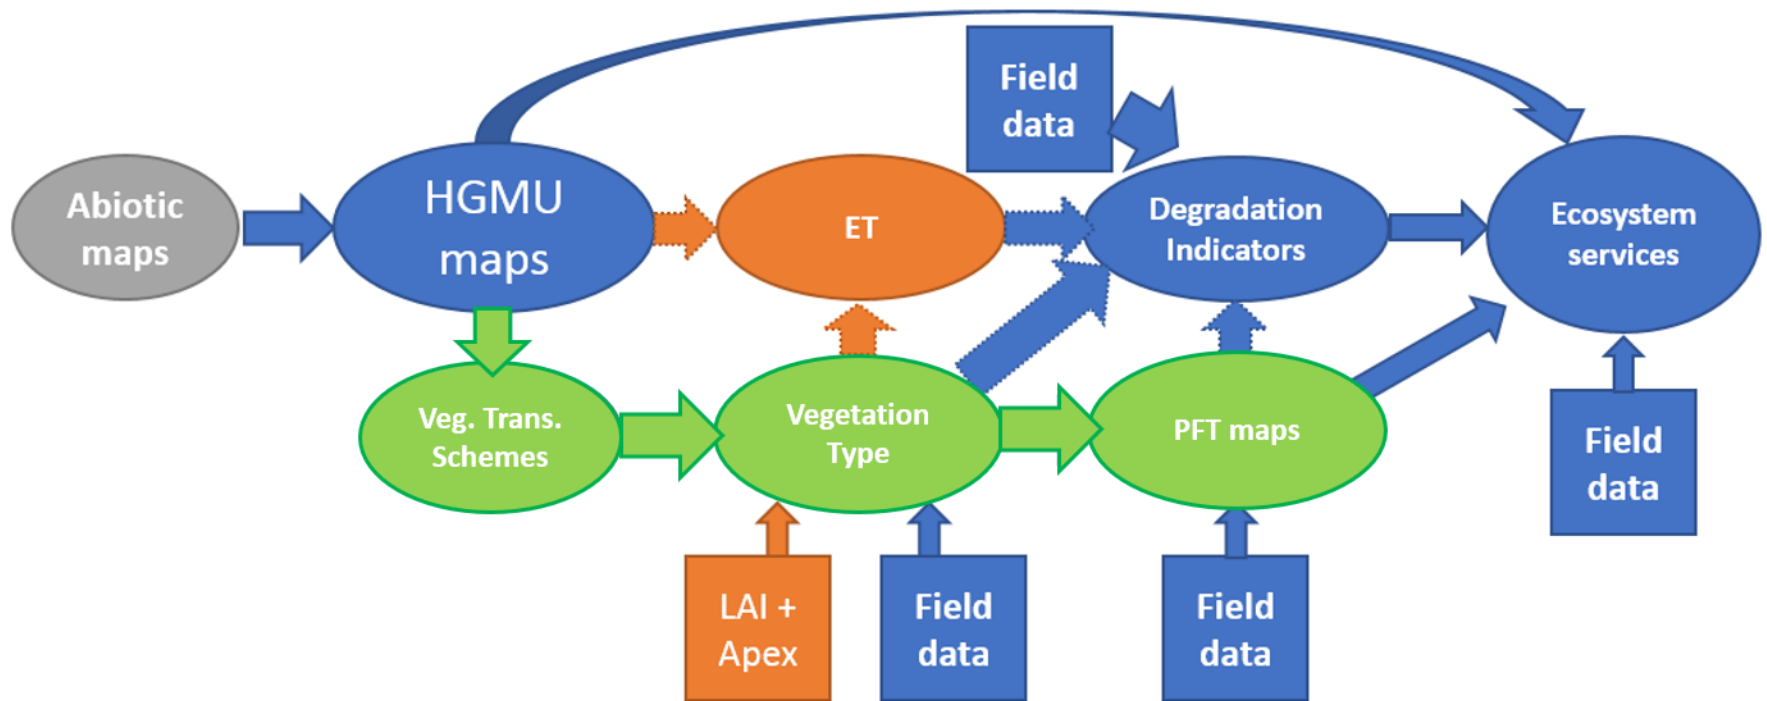 Field
data
Abiotic
maps
HGMU
maps
ET
Degradation
Indicators
Ecosystem
services
Veg. Trans.
Schemes
Vegetation
Type
PFT maps
Field
data
LAI +
Apex
Field
data
Field
data